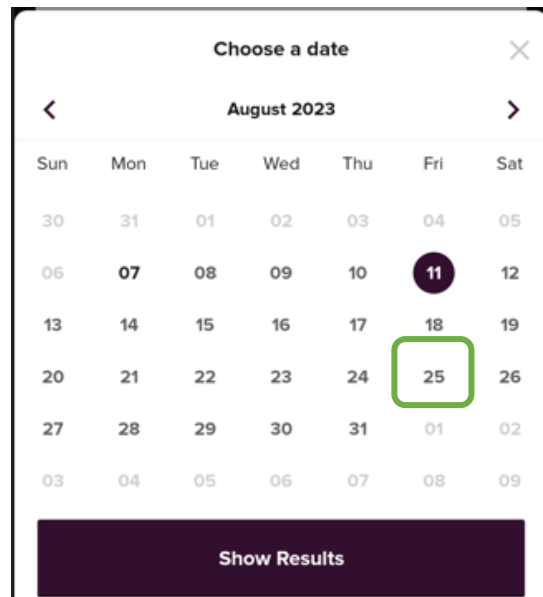 Choose a date
August 2023
Sun Mon Tue Wed Thu Fri Sat
30 31 01 02 03 04 05
06 07 08 09 10 11 12
13 14 15 16 17 18 19
20 21 22 23 24 25 26
27 28 29 30 31 01 02
03 04 05 06 07 08 09
Show Results